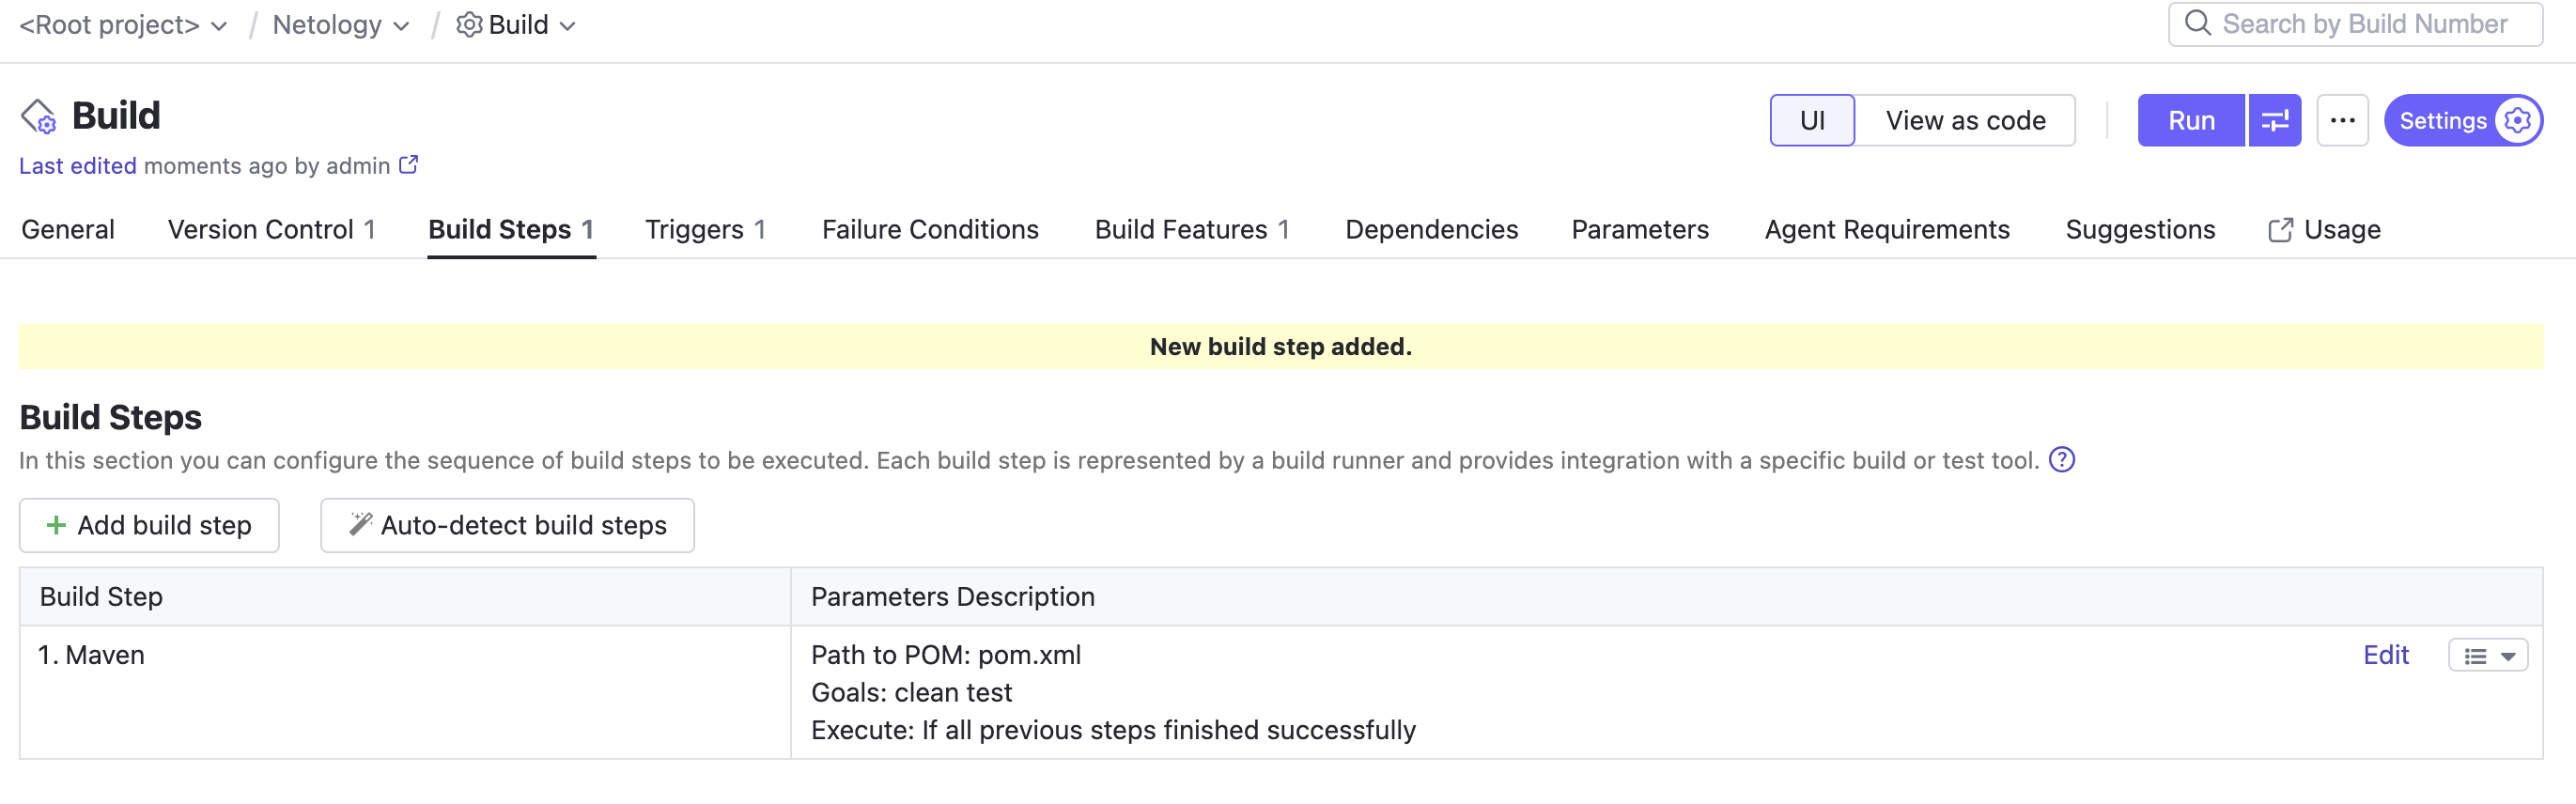 <Root project> / Netology / Build
Search by Build Number
Build
UI
View as code
Run
Settings
Last edited moments ago by admin
General
Version Control 1
Build Steps 1
Triggers 1
Failure Conditions
Build Features 1
Dependencies
Parameters
Agent Requirements
Suggestions
Usage
New build step added.
Build Steps
In this section you can configure the sequence of build steps to be executed. Each build step is represented by a build runner and provides integration with a specific build or test tool. ?
+ Add build step
Auto-detect build steps
Build Step
Parameters Description
1. Maven
Path to POM: pom.xml
Edit
Goals: clean test
Execute: If all previous steps finished successfully